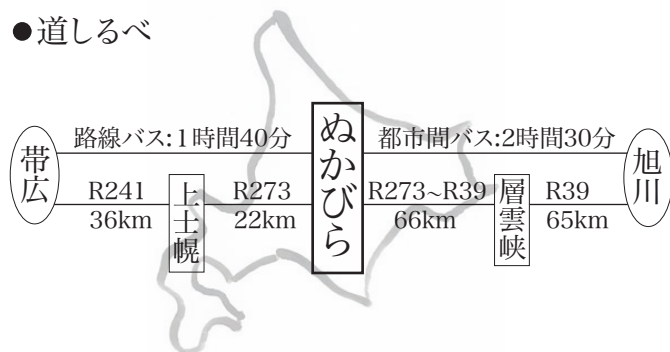 ●道しるべ
路線バス:1時間40分
都市間バス:2時間30分
帯広
R241
36km
上士幌
R273
22km
ぬかびら
R273~R39
66km
層雲峡
R39
65km
旭川